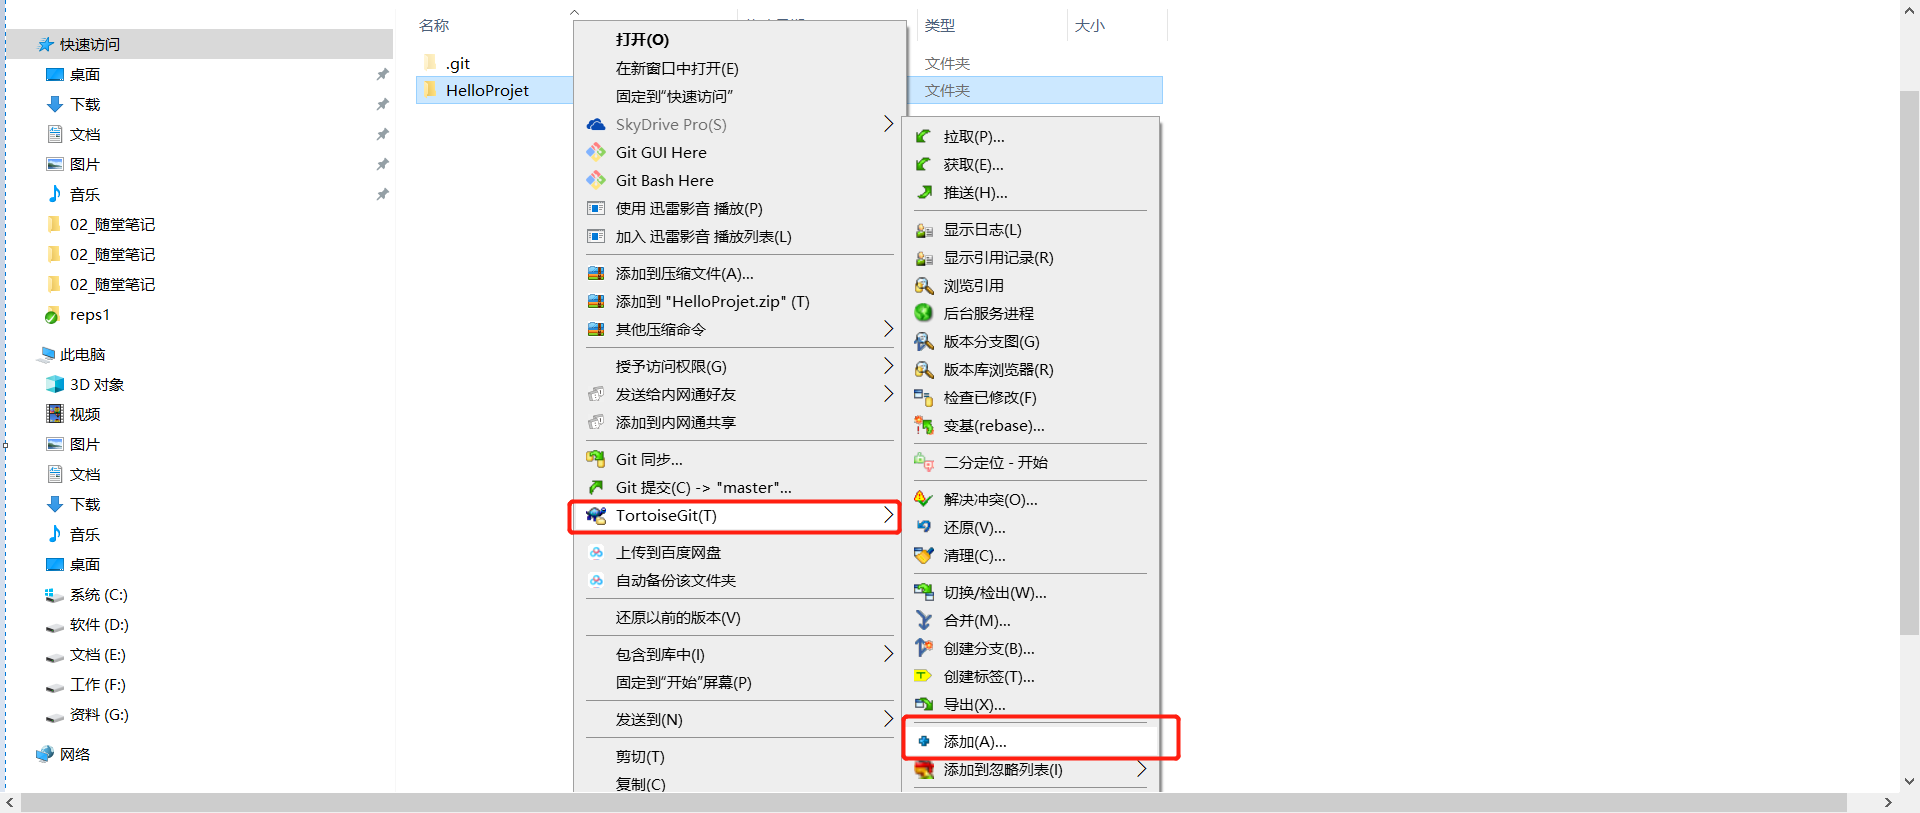 名称
类型
大小
快速访问
桌面
下载
文档
图片
音乐
02_随堂笔记
02_随堂笔记
02_随堂笔记
reps1
此电脑
3D 对象
视频
图片
文档
下载
音乐
桌面
系统 (C:)
软件 (D:)
文档 (E:)
工作 (F:)
资料 (G:)
网络
.git
文件夹
HelloProjet
文件夹
打开(O)
在新窗口中打开(E)
固定到“快速访问”
SkyDrive Pro(S)
Git GUI Here
Git Bash Here
使用 迅雷影音 播放(P)
加入 迅雷影音 播放列表(L)
添加到压缩文件(A)...
添加到 "HelloProjet.zip" (T)
其他压缩命令
授予访问权限(G)
发送给内网通好友
添加到内网通共享
Git 同步...
Git 提交(C) -> "master"...
TortoiseGit(T)
上传到百度网盘
自动备份该文件夹
还原以前的版本(V)
包含到库中(I)
固定到“开始”屏幕(P)
发送到(N)
剪切(T)
复制(C)
拉取(P)...
获取(E)...
推送(H)...
显示日志(L)
显示引用记录(R)
浏览引用
后台服务进程
版本分支图(G)
版本库浏览器(R)
检查已修改(F)
变基(rebase)...
二分定位 - 开始
解决冲突(O)...
还原(V)...
清理(C)...
切换/检出(W)...
合并(M)...
创建分支(B)...
创建标签(T)...
导出(X)...
添加(A)...
添加到忽略列表(I)